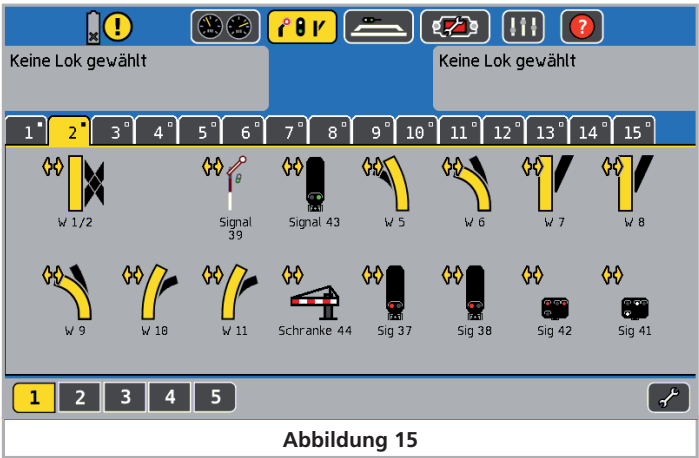 Keine Lok gewählt
Keine Lok gewählt
1 2 3 4 5 6 7 8 9 10 11 12 13 14 15
W 1/2
Signal
39
Signal 43
W 5
W 6
W 7
W 8
W 9
W 10
W 11
Schranke 44
Sig 37
Sig 38
Sig 42
Sig 41
1 2 3 4 5
Abbildung 15